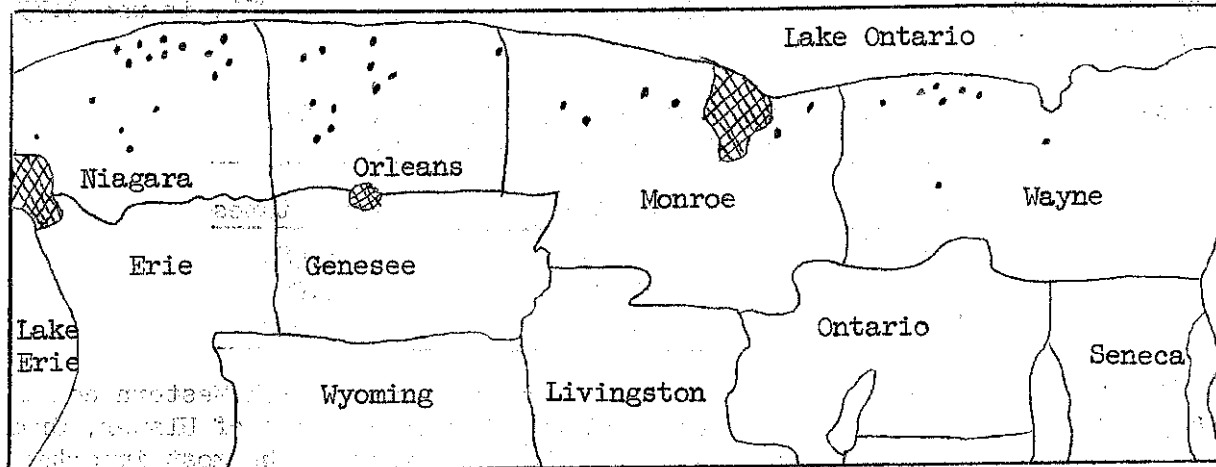 Lake Ontario
Niagara
Orleans
Monroe
Wayne
Erie
Genesee
Lake
Erie
Ontario
Seneca
Wyoming
Livingston